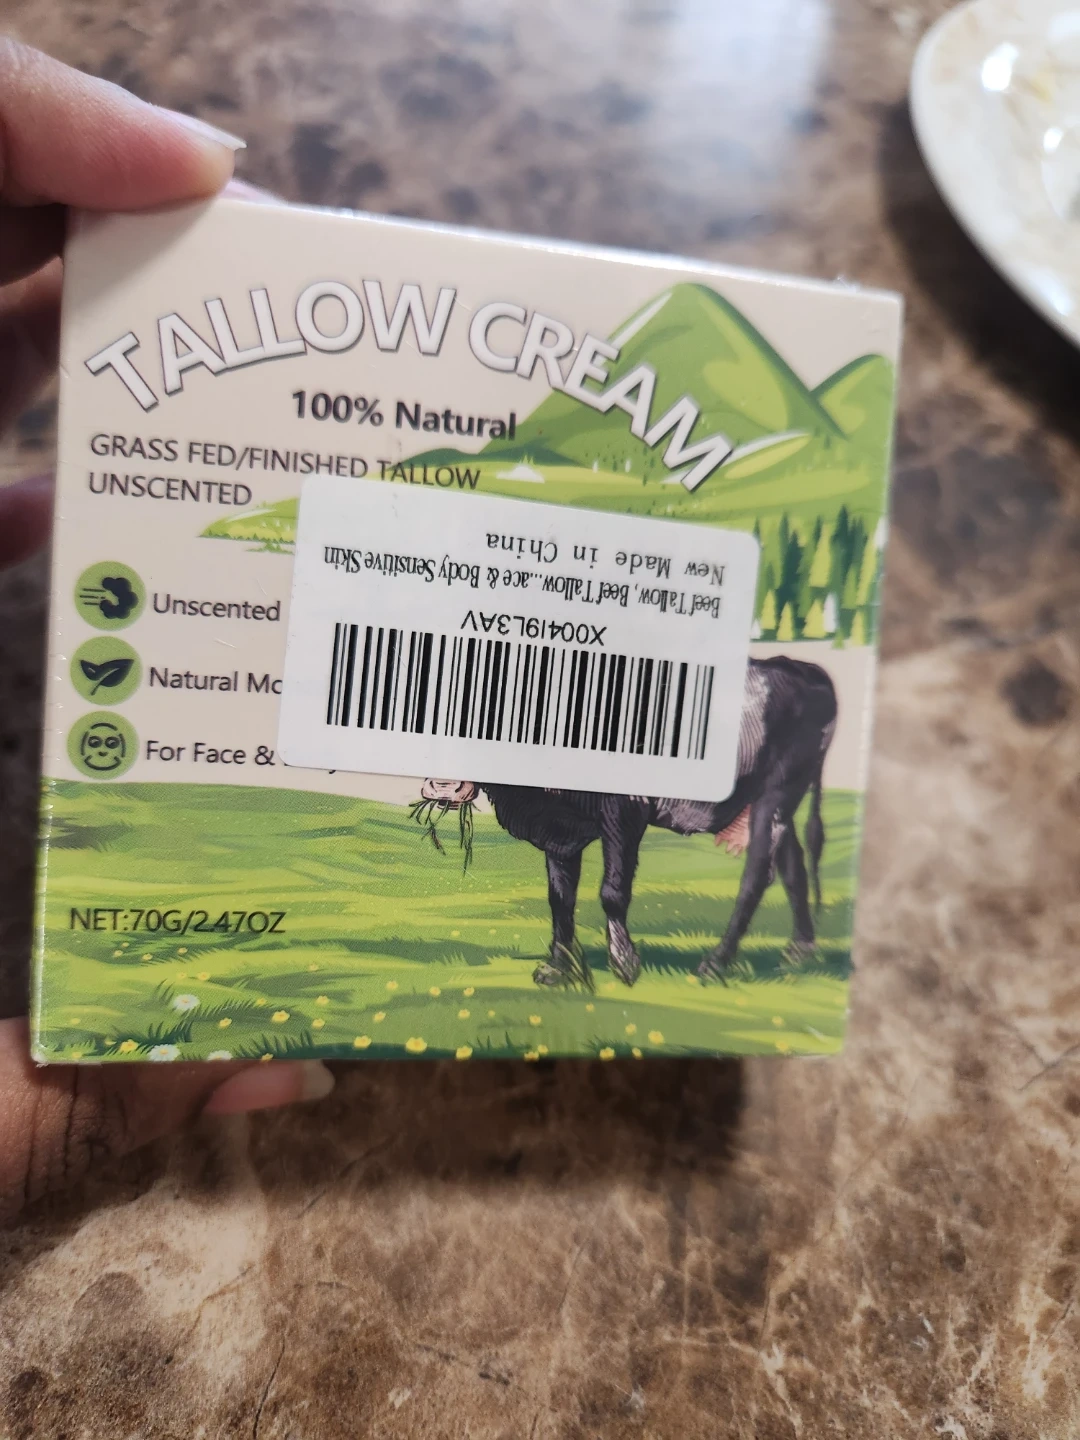 TALLOW CREAM
100% Natural
GRASS FED/FINISHED TALLOW
UNSCENTED
Unscented
Natural Mo
For Face &
NET:70G/2.47OZ
X004I9L3AV
Beef Tallow, Beef Tallow...ace & Body Sensitive Skin
New Made in China